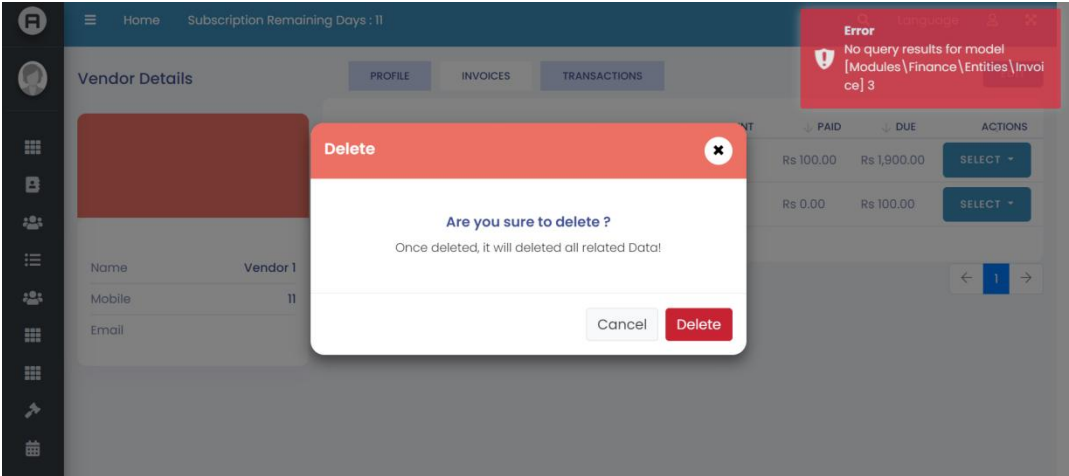 Home Subscription Remaining Days : 11
Language
Error
No query results for model
[Modules\Finance\Entities\Invoi
ce] 3
Vendor Details
PROFILE INVOICES TRANSACTIONS
PAID DUE ACTIONS
Delete
Rs 100.00 Rs 1,900.00 SELECT
Are you sure to delete ?
Rs 0.00 Rs 100.00 SELECT
Once deleted, it will deleted all related Data!
Name Vendor 1
1
Mobile 11
Email
Cancel Delete